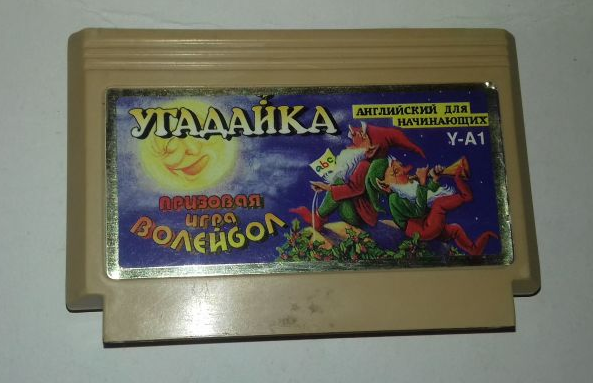 УГАДАЙКА
АНГЛИЙСКИЙ ДЛЯ
НАЧИНАЮЩИХ
У-А1
abc
ПРИЗОВАЯ
игра
ВОЛЕЙБОЛ